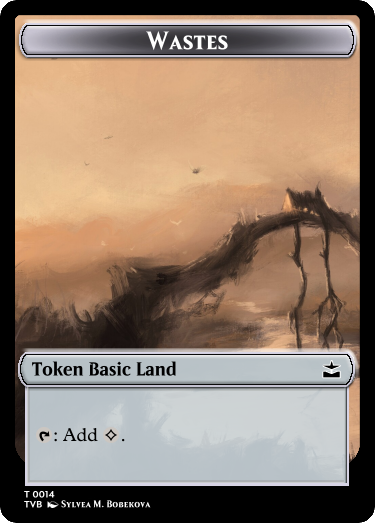 Wastes
Token Basic Land
: Add .
T 0014
TVB Sylvea M. Bobekova